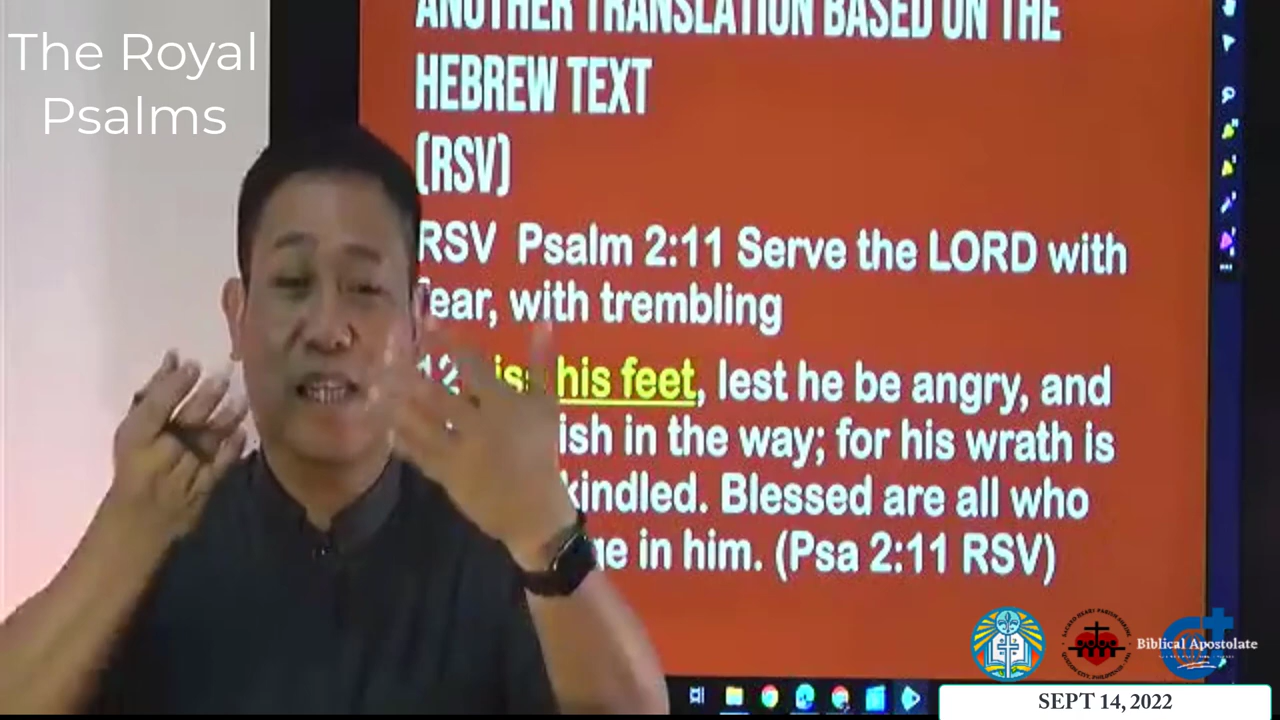 The Royal
Psalms
ANOTHER TRANSLATION BASED ON THE
HEBREW TEXT
(RSV)
RSV Psalm 2:11 Serve the LORD with
fear, with trembling
12 his feet, lest he be angry, and
ish in the way; for his wrath is
kindled. Blessed are all who
ge in him. (Psa 2:11 RSV)
Biblical Apostolate
SEPT 14, 2022